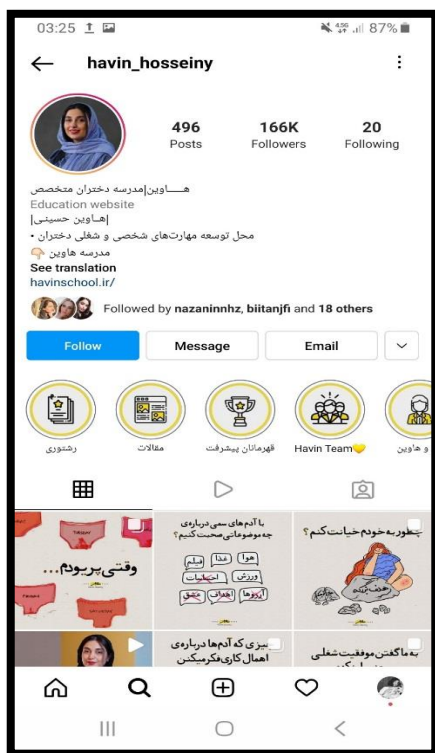 03:25
87%
havin_hosseiny
496
Posts
166K
Followers
20
Following
هـــاوین|مدرسه دختران متخصص
Education website
|هـاوین حسینی|
محل توسعه مهارت‌های شخصی و شغلی دختران •
مدرسه هاوین 👇🏻
See translation
havinschool.ir/
Followed by nazaninnhz, biitanjfi and 18 others
Follow
Message
Email
رشتوری
مقالات
قهرمانان پیشرفت
Havin Team💛
و هاوین
وقتی پریودم...
با آدم های سمی درباره‌ی
چه موضوعاتی صحبت کنیم؟
هوا
غذا
فیلم
ورزش
احساسات
آرزوها
اهداف
عشق
چطور به خودم خیانت کنم؟
چیزی که آدم‌ها درباره‌ی
اهمال کاری فکر میکنن
به ما گفتن موفقیت شغلی